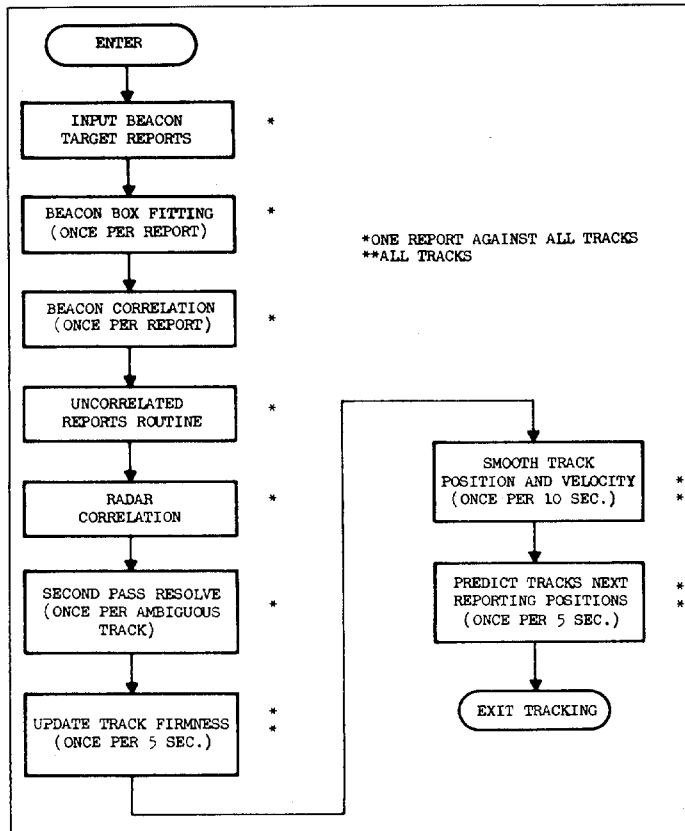 ENTER
INPUT BEACON
TARGET REPORTS
*
BEACON BOX FITTING
(ONCE PER REPORT)
*
*ONE REPORT AGAINST ALL TRACKS
**ALL TRACKS
BEACON CORRELATION
(ONCE PER REPORT)
*
UNCORRELATED
REPORTS ROUTINE
*
RADAR
CORRELATION
*
SECOND PASS RESOLVE
(ONCE PER AMBIGUOUS
TRACK)
*
UPDATE TRACK FIRMNESS
(ONCE PER 5 SEC.)
*
*
SMOOTH TRACK
POSITION AND VELOCITY
(ONCE PER 10 SEC.)
*
*
PREDICT TRACKS NEXT
REPORTING POSITIONS
(ONCE PER 5 SEC.)
*
*
EXIT TRACKING